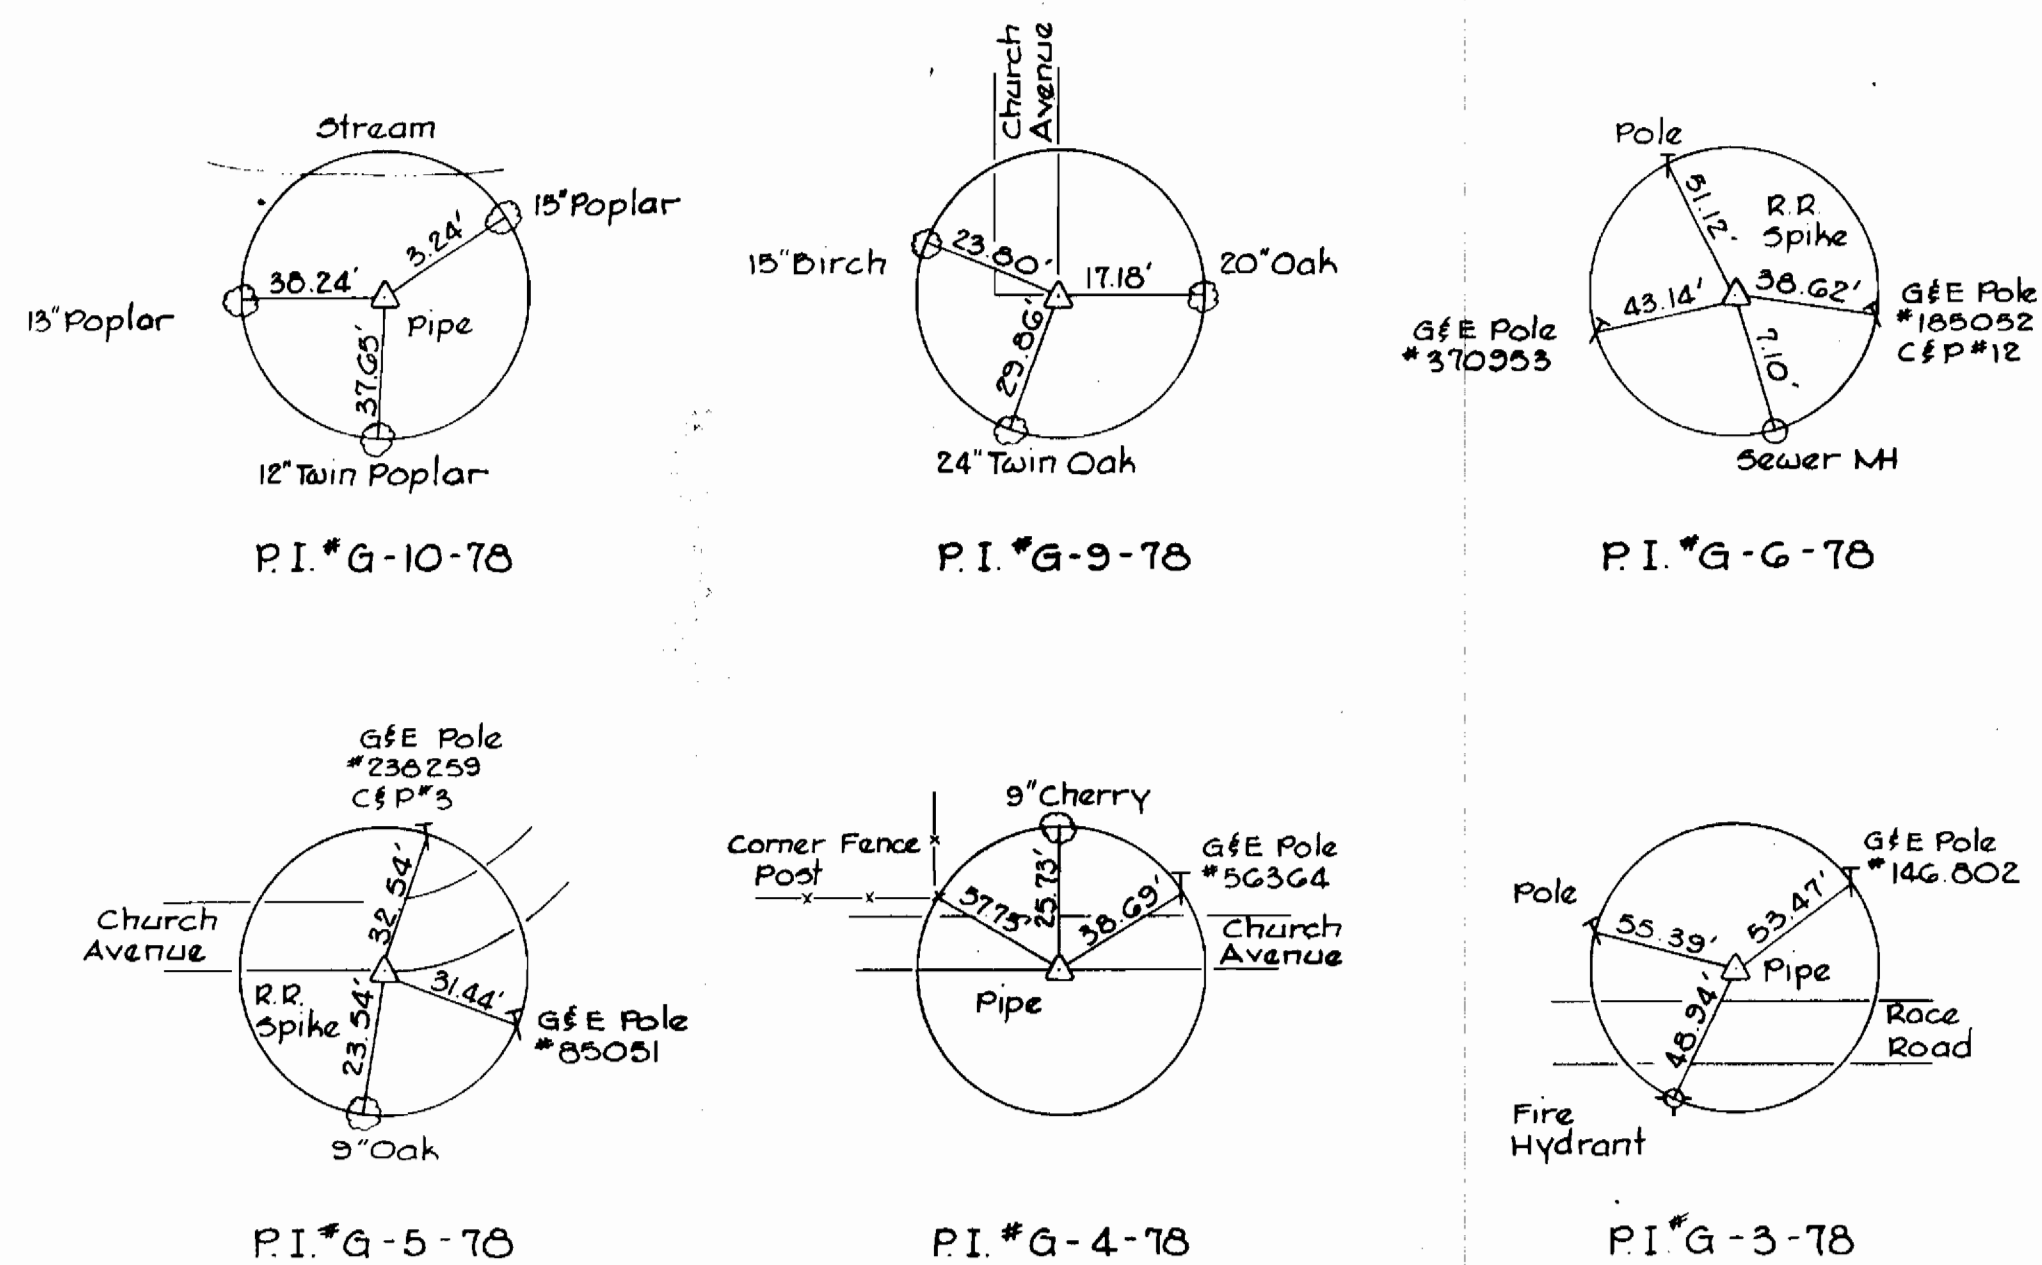 Stream
15" Poplar
3.24'
38.24'
13" Poplar
Pipe
37.65'
12" Twin Poplar
P.I. # G-10-78
Church
Avenue
15" Birch
23.80'
17.18'
20" Oak
29.86'
24" Twin Oak
P.I. # G-9-78
Pole
51.12'
R.R.
Spike
43.14'
38.62'
G&E Pole
#370953
G&E Pole
#185052
C&P #12
7.10'
Sewer MH
P.I. # G-6-78
G&E Pole
#238259
C&P #3
32.54'
Church
Avenue
R.R.
Spike
31.44'
23.54'
G&E Pole
#85051
9" Oak
P.I. # G-5-78
9" Cherry
Corner Fence
Post
G&E Pole
#56364
57.75'
25.73'
38.69'
Church
Avenue
Pipe
P.I. # G-4-78
G&E Pole
#146.802
Pole
55.39'
53.47'
Pipe
48.94'
Race
Road
Fire
Hydrant
P.I. # G-3-78